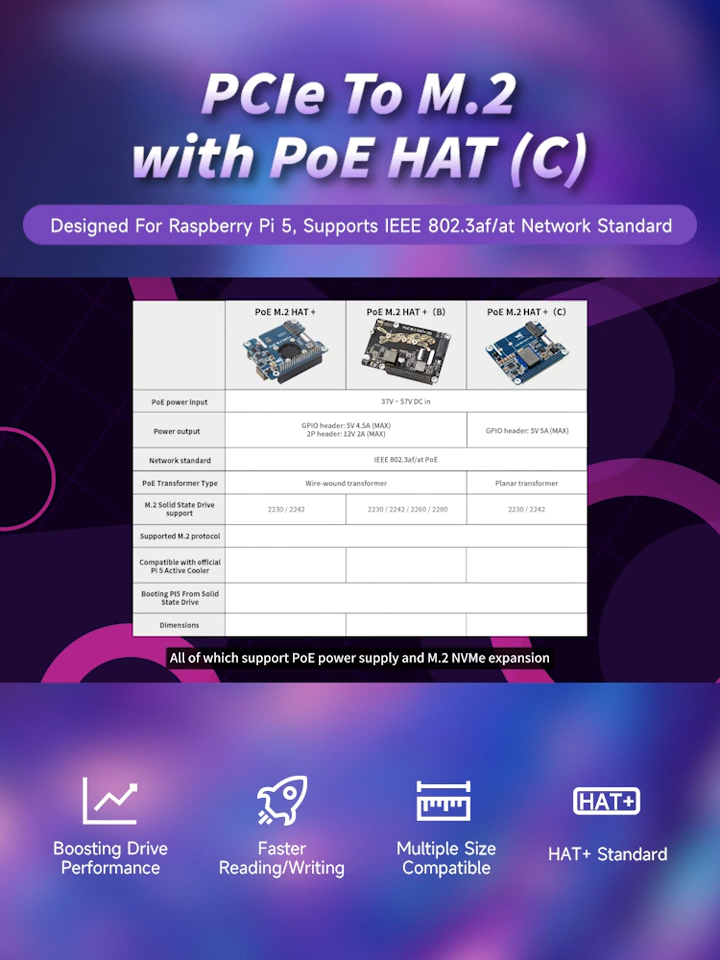 PCIe To M.2
with PoE HAT (C)
Designed For Raspberry Pi 5, Supports IEEE 802.3af/at Network Standard
PoE M.2 HAT +
PoE M.2 HAT +（B）
PoE M.2 HAT +（C）
PoE power input
37V ~ 57V DC in
Power output
GPIO header: 5V 4.5A (MAX)
2P header: 12V 2A (MAX)
GPIO header: 5V 5A (MAX)
Network standard
IEEE 802.3af/at PoE
PoE Transformer Type
Wire-wound transformer
Planar transformer
M.2 Solid State Drive
support
2230 / 2242
2230 / 2242 / 2260 / 2280
2230 / 2242
Supported M.2 protocol
Compatible with official
Pi 5 Active Cooler
Booting PI5 From Solid
State Drive
Dimensions
All of which support PoE power supply and M.2 NVMe expansion
Boosting Drive
Performance
Faster
Reading/Writing
Multiple Size
Compatible
HAT+
HAT+ Standard